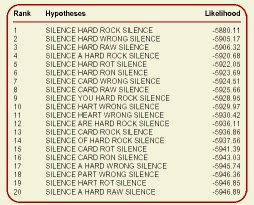 Rank Hypotheses Likelihood
1 SILENCE HARD ROCK SILENCE -5880.11
2 SILENCE HARD WRONG SILENCE -5905.17
3 SILENCE HARD RAW SILENCE -5906.32
4 SILENCE A HARD ROCK SILENCE -5920.68
5 SILENCE HARD ROT SILENCE -5922.05
6 SILENCE HARD RON SILENCE -5923.69
7 SILENCE CARD WRONG SILENCE -5924.51
8 SILENCE CARD RAW SILENCE -5925.66
9 SILENCE YOU HARD ROCK SILENCE -5928.95
10 SILENCE HART WRONG SILENCE -5929.97
11 SILENCE HEART WRONG SILENCE -5930.42
12 SILENCE ARE HARD ROCK SILENCE -5936.11
13 SILENCE CARD ROCK SILENCE -5936.86
14 SILENCE OF HARD ROCK SILENCE -5937.56
15 SILENCE CARD ROT SILENCE -5941.39
16 SILENCE CARD RON SILENCE -5943.03
17 SILENCE A HARD WRONG SILENCE -5945.74
18 SILENCE PART WRONG SILENCE -5946.36
19 SILENCE HART ROT SILENCE -5946.85
20 SILENCE A HARD RAW SILENCE -5946.89